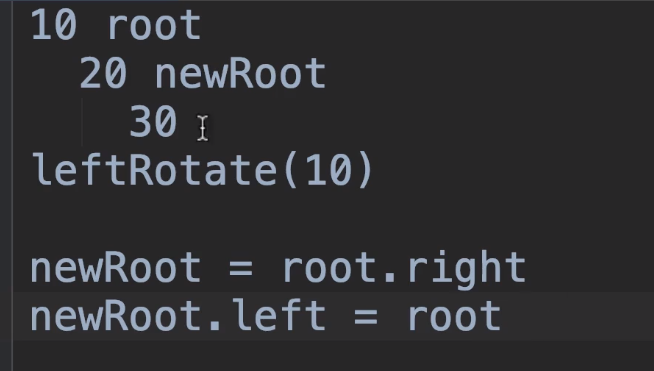 10 root
20 newRoot
30
leftRotate(10)
newRoot = root.right
newRoot.left = root